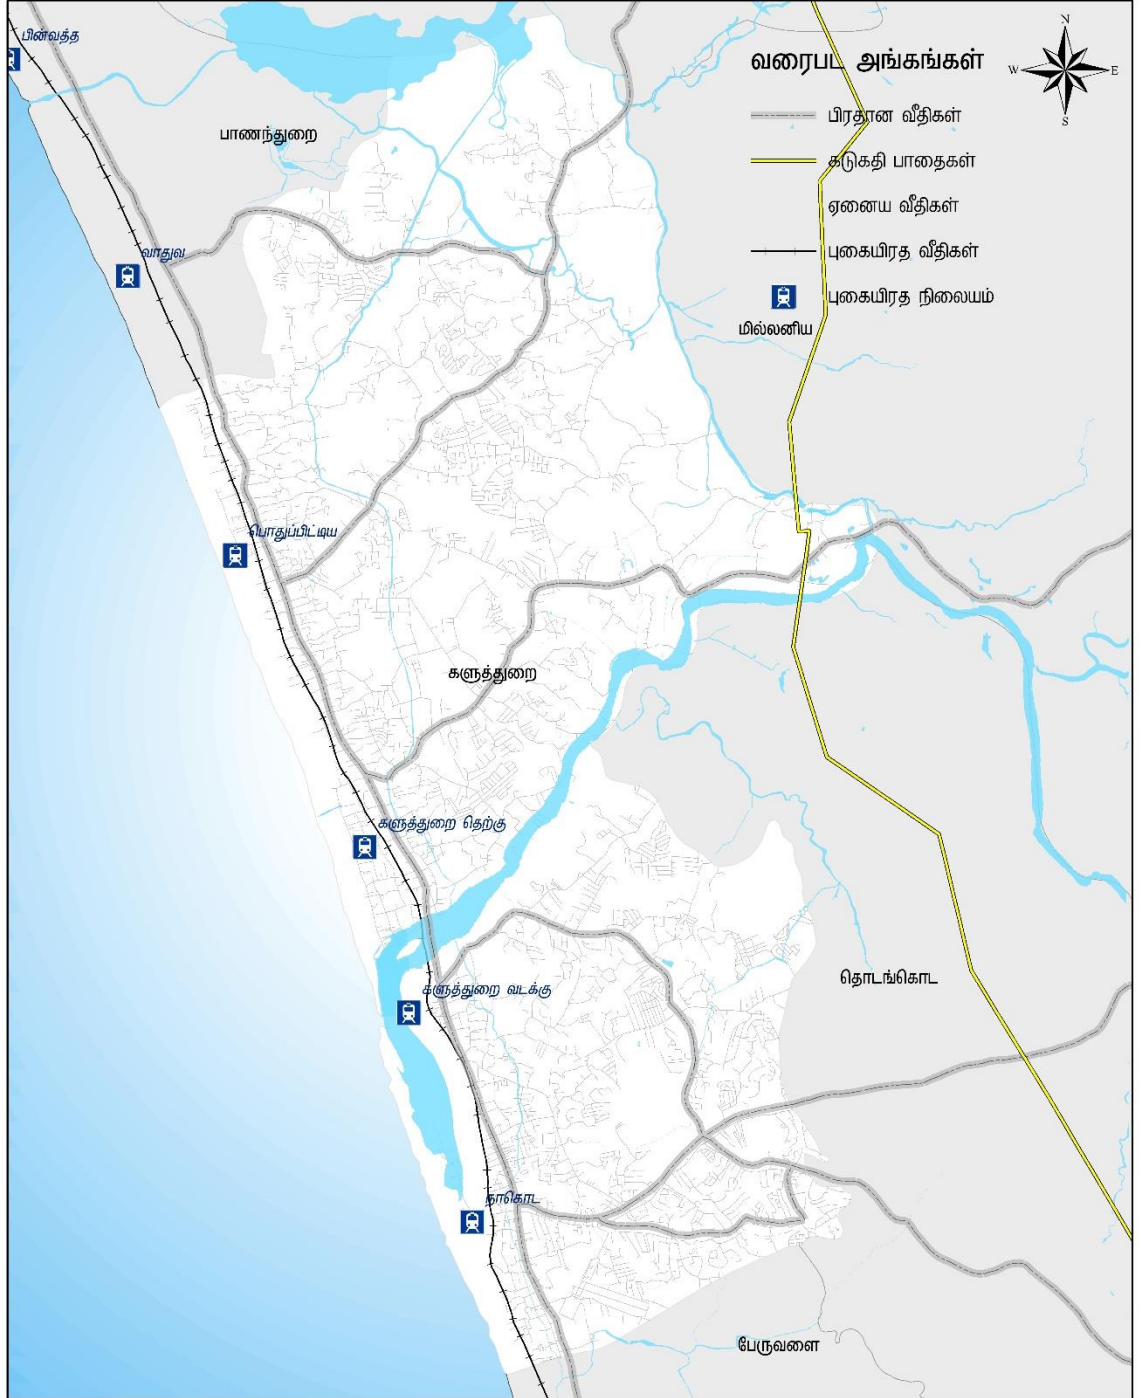 பின்வத்த
N
வரைபட அங்கங்கள்
W E
S
பிரதான வீதிகள்
பாணந்துறை
கடுகதி பாதைகள்
ஏனைய வீதிகள்
வாதுவ
புகையிரத வீதிகள்
புகையிரத நிலையம்
மில்லனிய
பொதுப்பிட்டிய
களுத்துறை
களுத்துறை தெற்கு
தொடங்கொட
களுத்துறை வடக்கு
நாகொட
பேருவளை